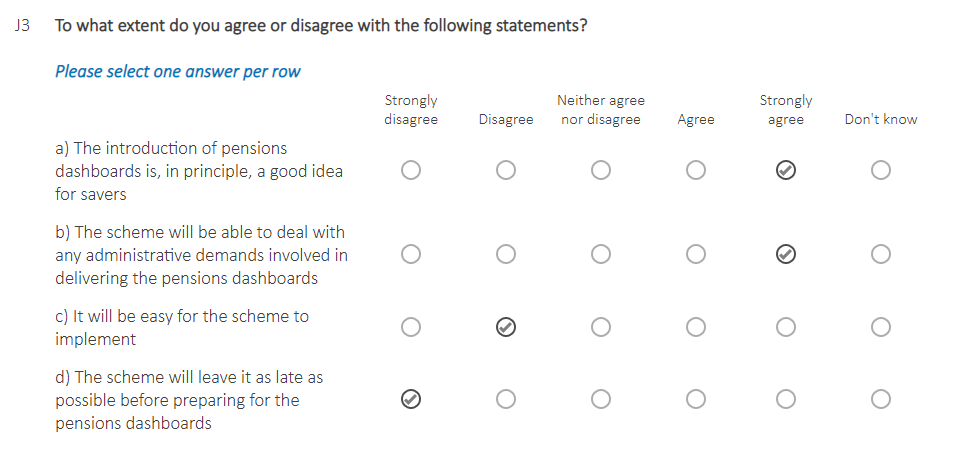 J3 To what extent do you agree or disagree with the following statements?
Please select one answer per row
Strongly disagree
Disagree
Neither agree nor disagree
Agree
Strongly agree
Don't know
a) The introduction of pensions
dashboards is, in principle, a good idea
for savers
b) The scheme will be able to deal with
any administrative demands involved in
delivering the pensions dashboards
c) It will be easy for the scheme to
implement
d) The scheme will leave it as late as
possible before preparing for the
pensions dashboards